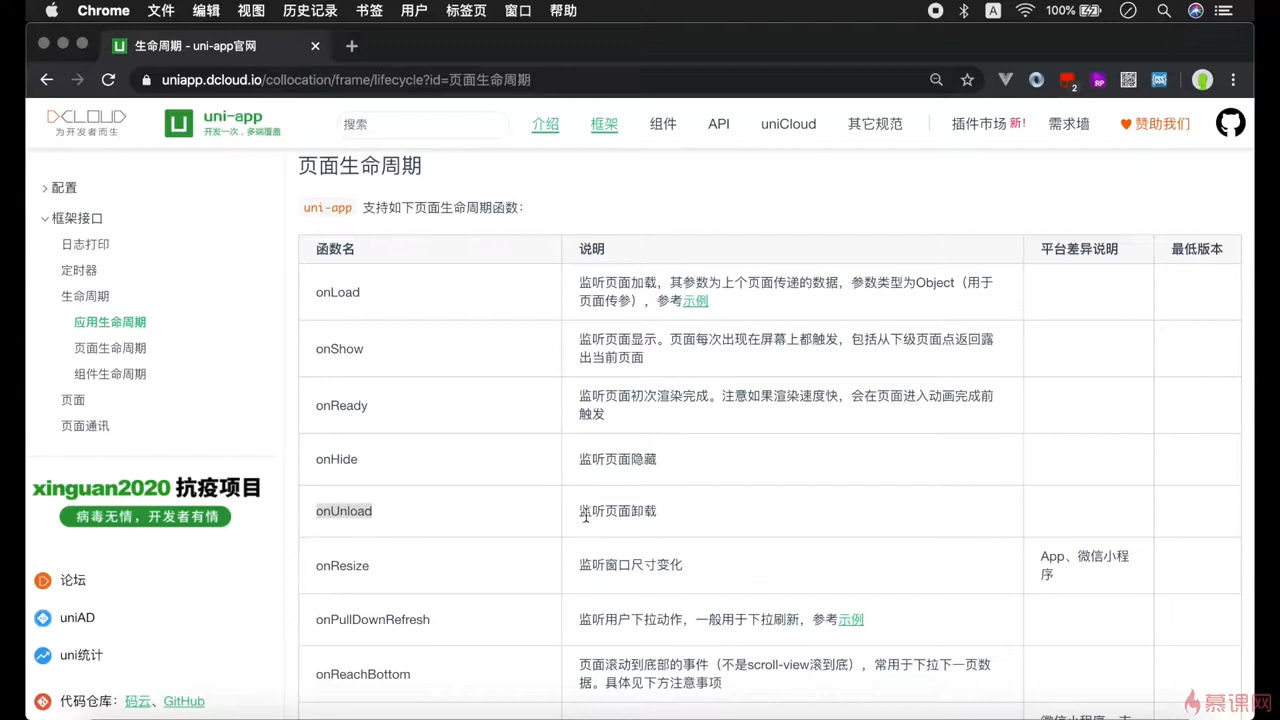 Chrome 文件 编辑 视图 历史记录 书签 用户 标签页 窗口 帮助 A 100%
生命周期 - uni-app官网
uniapp.dcloud.io/collocation/frame/lifecycle?id=页面生命周期
2 RP
DCLOUD
为开发者而生
uni-app
开发一次，多端覆盖
搜索
介绍 框架 组件 API uniCloud 其它规范 插件市场 新! 需求墙 赞助我们
配置
框架接口
日志打印
定时器
生命周期
应用生命周期
页面生命周期
组件生命周期
页面
页面通讯
xinguan2020 抗疫项目
病毒无情，开发者有情
论坛
uniAD
uni统计
代码仓库：码云、GitHub
页面生命周期
uni-app 支持如下页面生命周期函数：
函数名 说明 平台差异说明 最低版本
onLoad 监听页面加载，其参数为上个页面传递的数据，参数类型为Object（用于
页面传参），参考示例
onShow 监听页面显示。页面每次出现在屏幕上都触发，包括从下级页面点返回露
出当前页面
onReady 监听页面初次渲染完成。注意如果渲染速度快，会在页面进入动画完成前
触发
onHide 监听页面隐藏
onUnload 监听页面卸载
onResize 监听窗口尺寸变化 App、微信小程
序
onPullDownRefresh 监听用户下拉动作，一般用于下拉刷新，参考示例
onReachBottom 页面滚动到底部的事件（不是scroll-view滚到底），常用于下拉下一页数
据。具体见下方注意事项
慕课网